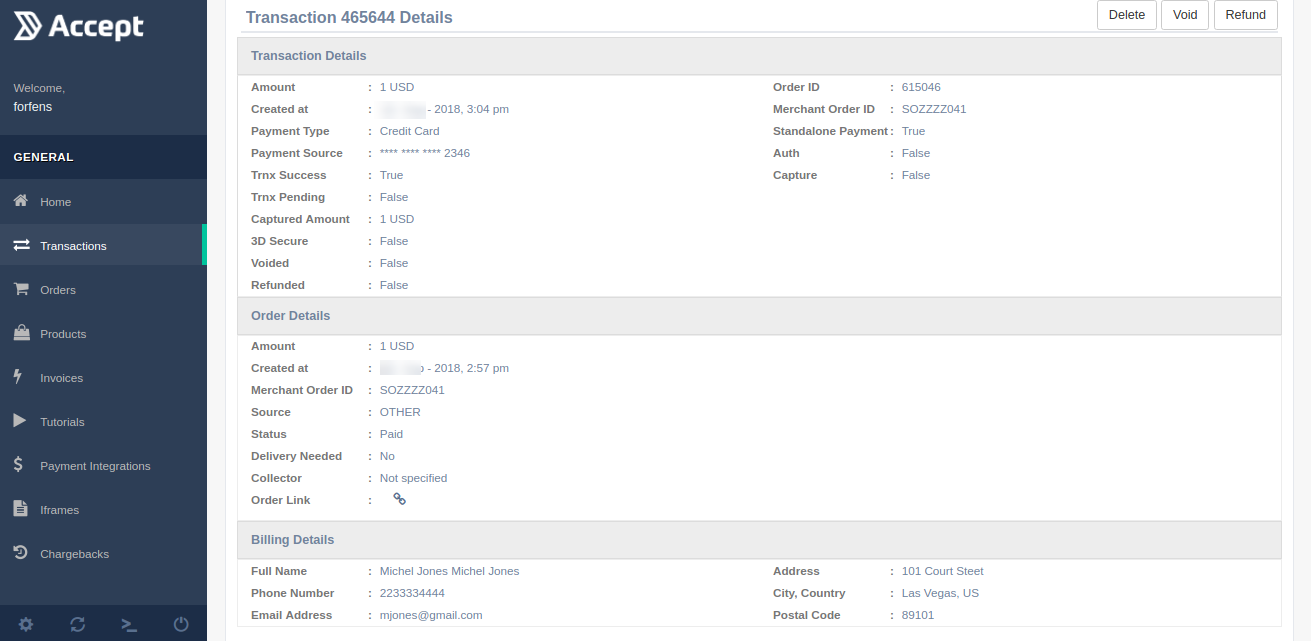 Accept
Welcome,
forfens
GENERAL
Home
Transactions
Orders
Products
Invoices
Tutorials
Payment Integrations
Iframes
Chargebacks
Transaction 465644 Details
Delete Void Refund
Transaction Details
Amount : 1 USD
Created at : - 2018, 3:04 pm
Payment Type : Credit Card
Payment Source : **** **** **** 2346
Trnx Success : True
Trnx Pending : False
Captured Amount : 1 USD
3D Secure : False
Voided : False
Refunded : False
Order ID : 615046
Merchant Order ID : SOZZZZ041
Standalone Payment : True
Auth : False
Capture : False
Order Details
Amount : 1 USD
Created at : - 2018, 2:57 pm
Merchant Order ID : SOZZZZ041
Source : OTHER
Status : Paid
Delivery Needed : No
Collector : Not specified
Order Link :
Billing Details
Full Name : Michel Jones Michel Jones
Phone Number : 2233334444
Email Address : mjones@gmail.com
Address : 101 Court Steet
City, Country : Las Vegas, US
Postal Code : 89101